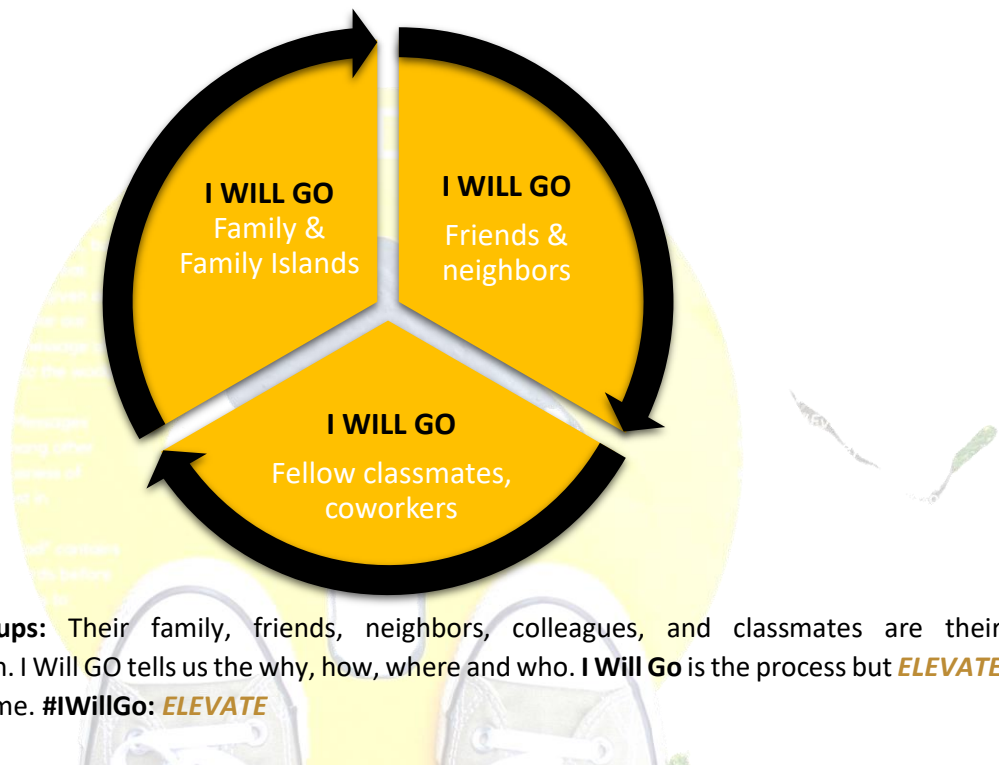 I WILL GO
Family &
Family Islands
I WILL GO
Friends &
neighbors
I WILL GO
Fellow classmates,
coworkers
ups: Their family, friends, neighbors, colleagues, and classmates are their
n. I Will GO tells us the why, how, where and who. I Will Go is the process but ELEVATE
me. #IWillGo: ELEVATE